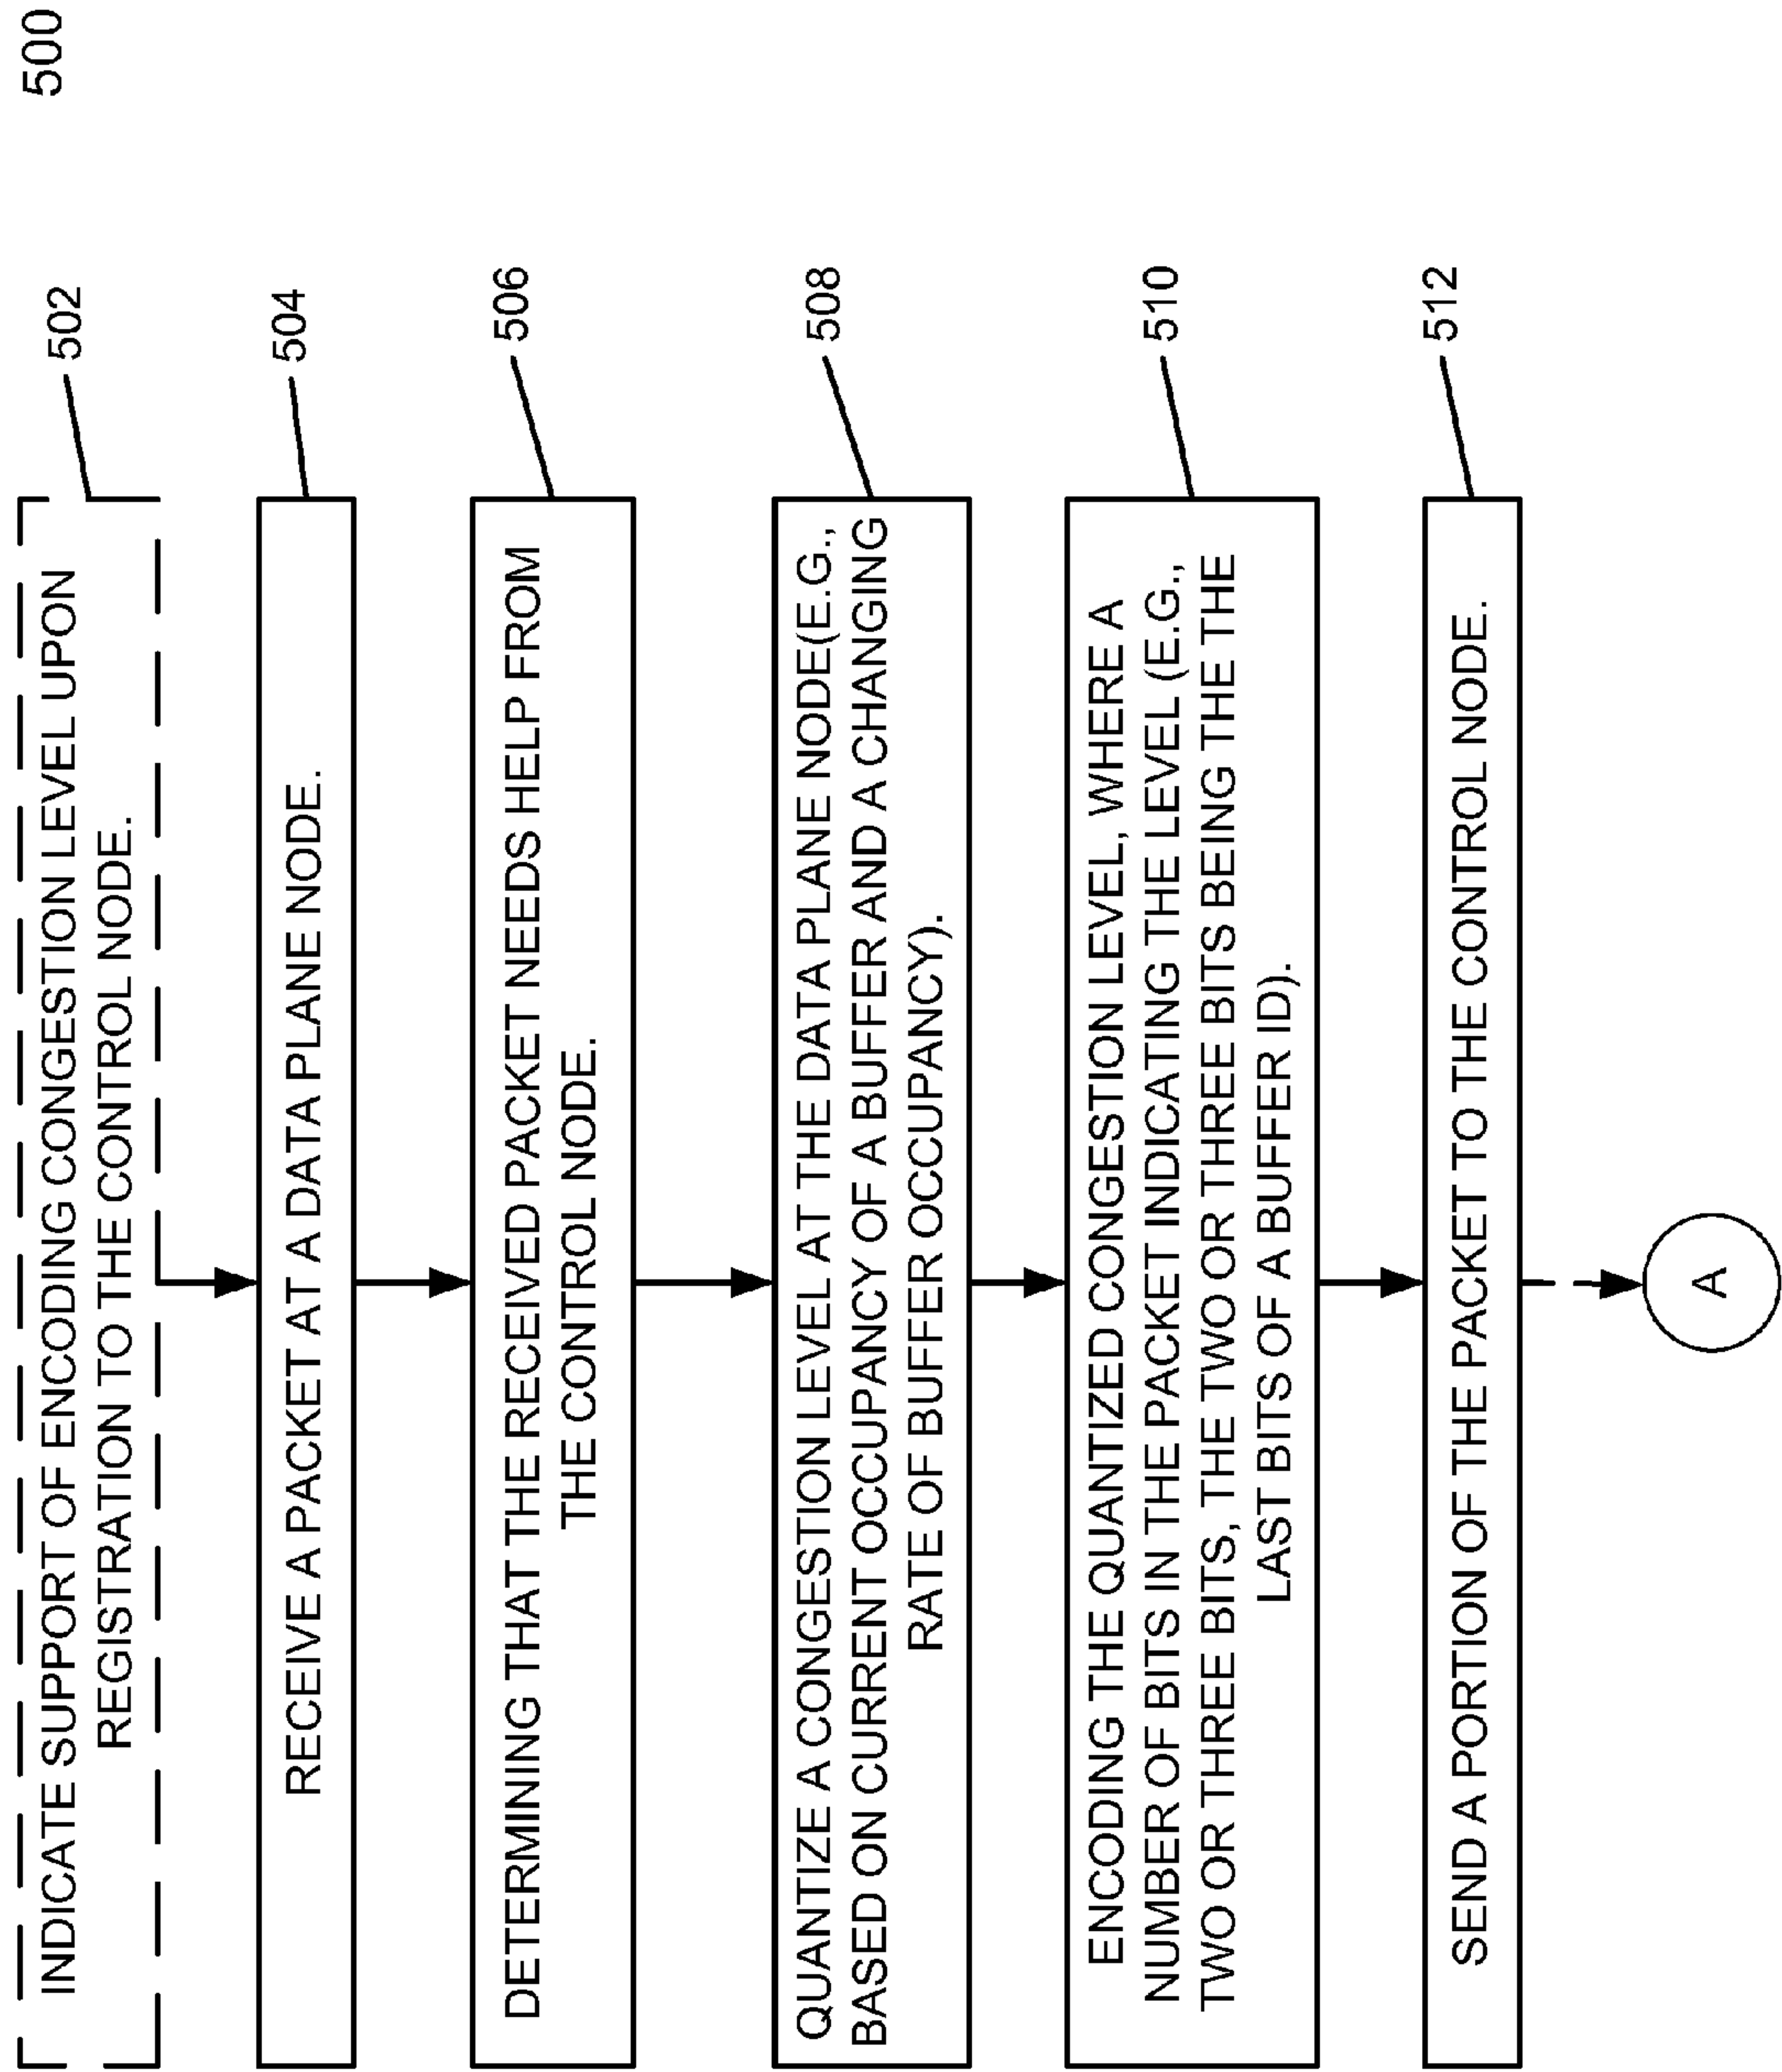 500
INDICATE SUPPORT OF ENCODING CONGESTION LEVEL UPON
REGISTRATION TO THE CONTROL NODE.
502
RECEIVE A PACKET AT A DATA PLANE NODE.
504
DETERMINING THAT THE RECEIVED PACKET NEEDS HELP FROM
THE CONTROL NODE.
506
QUANTIZE A CONGESTION LEVEL AT THE DATA PLANE NODE(E.G.,
BASED ON CURRENT OCCUPANCY OF A BUFFER AND A CHANGING
RATE OF BUFFER OCCUPANCY).
508
ENCODING THE QUANTIZED CONGESTION LEVEL, WHERE A
NUMBER OF BITS IN THE PACKET INDICATING THE LEVEL (E.G.,
TWO OR THREE BITS, THE TWO OR THREE BITS BEING THE THE
LAST BITS OF A BUFFER ID).
510
SEND A PORTION OF THE PACKET TO THE CONTROL NODE.
512
A